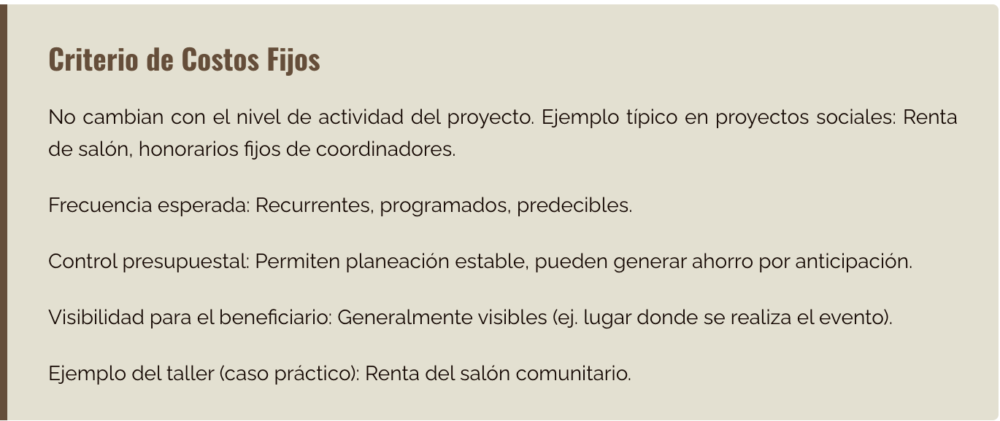 Criterio de Costos Fijos
No cambian con el nivel de actividad del proyecto. Ejemplo típico en proyectos sociales: Renta
de salón, honorarios fijos de coordinadores.
Frecuencia esperada: Recurrentes, programados, predecibles.
Control presupuestal: Permiten planeación estable, pueden generar ahorro por anticipación.
Visibilidad para el beneficiario: Generalmente visibles (ej. lugar donde se realiza el evento).
Ejemplo del taller (caso práctico): Renta del salón comunitario.